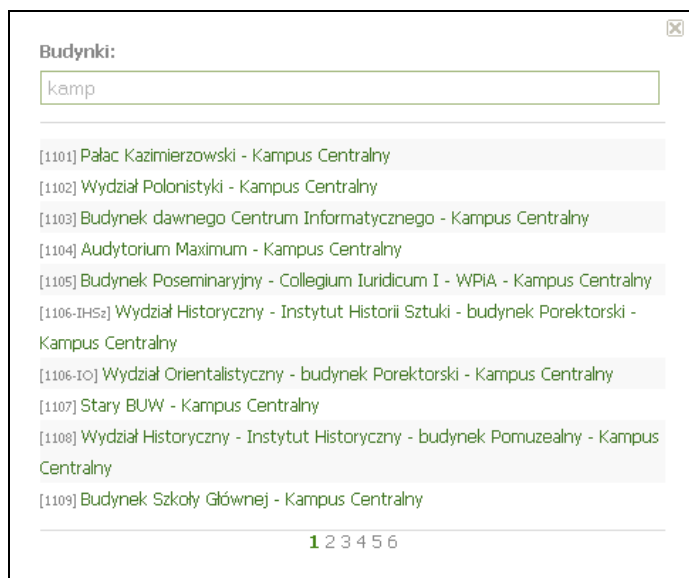 Budynki:
kamp
[1101] Pałac Kazimierzowski - Kampus Centralny
[1102] Wydział Polonistyki - Kampus Centralny
[1103] Budynek dawnego Centrum Informatycznego - Kampus Centralny
[1104] Audytorium Maximum - Kampus Centralny
[1105] Budynek Poseminaryjny - Collegium Iuridicum I - WPiA - Kampus Centralny
[1106-IHSz] Wydział Historyczny - Instytut Historii Sztuki - budynek Porektorski -
Kampus Centralny
[1106-IO] Wydział Orientalistyczny - budynek Porektorski - Kampus Centralny
[1107] Stary BUW - Kampus Centralny
[1108] Wydział Historyczny - Instytut Historyczny - budynek Pomuzealny - Kampus
Centralny
[1109] Budynek Szkoły Głównej - Kampus Centralny
1 2 3 4 5 6